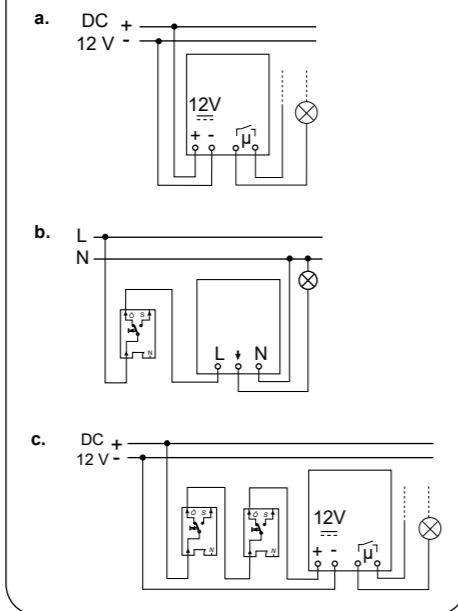 a.
DC +
12 V -
12V
+ - µ
b.
L
N
Ö S
N
L N
c.
DC +
12 V -
Ö S
N
Ö S
N
12V
+ - µ